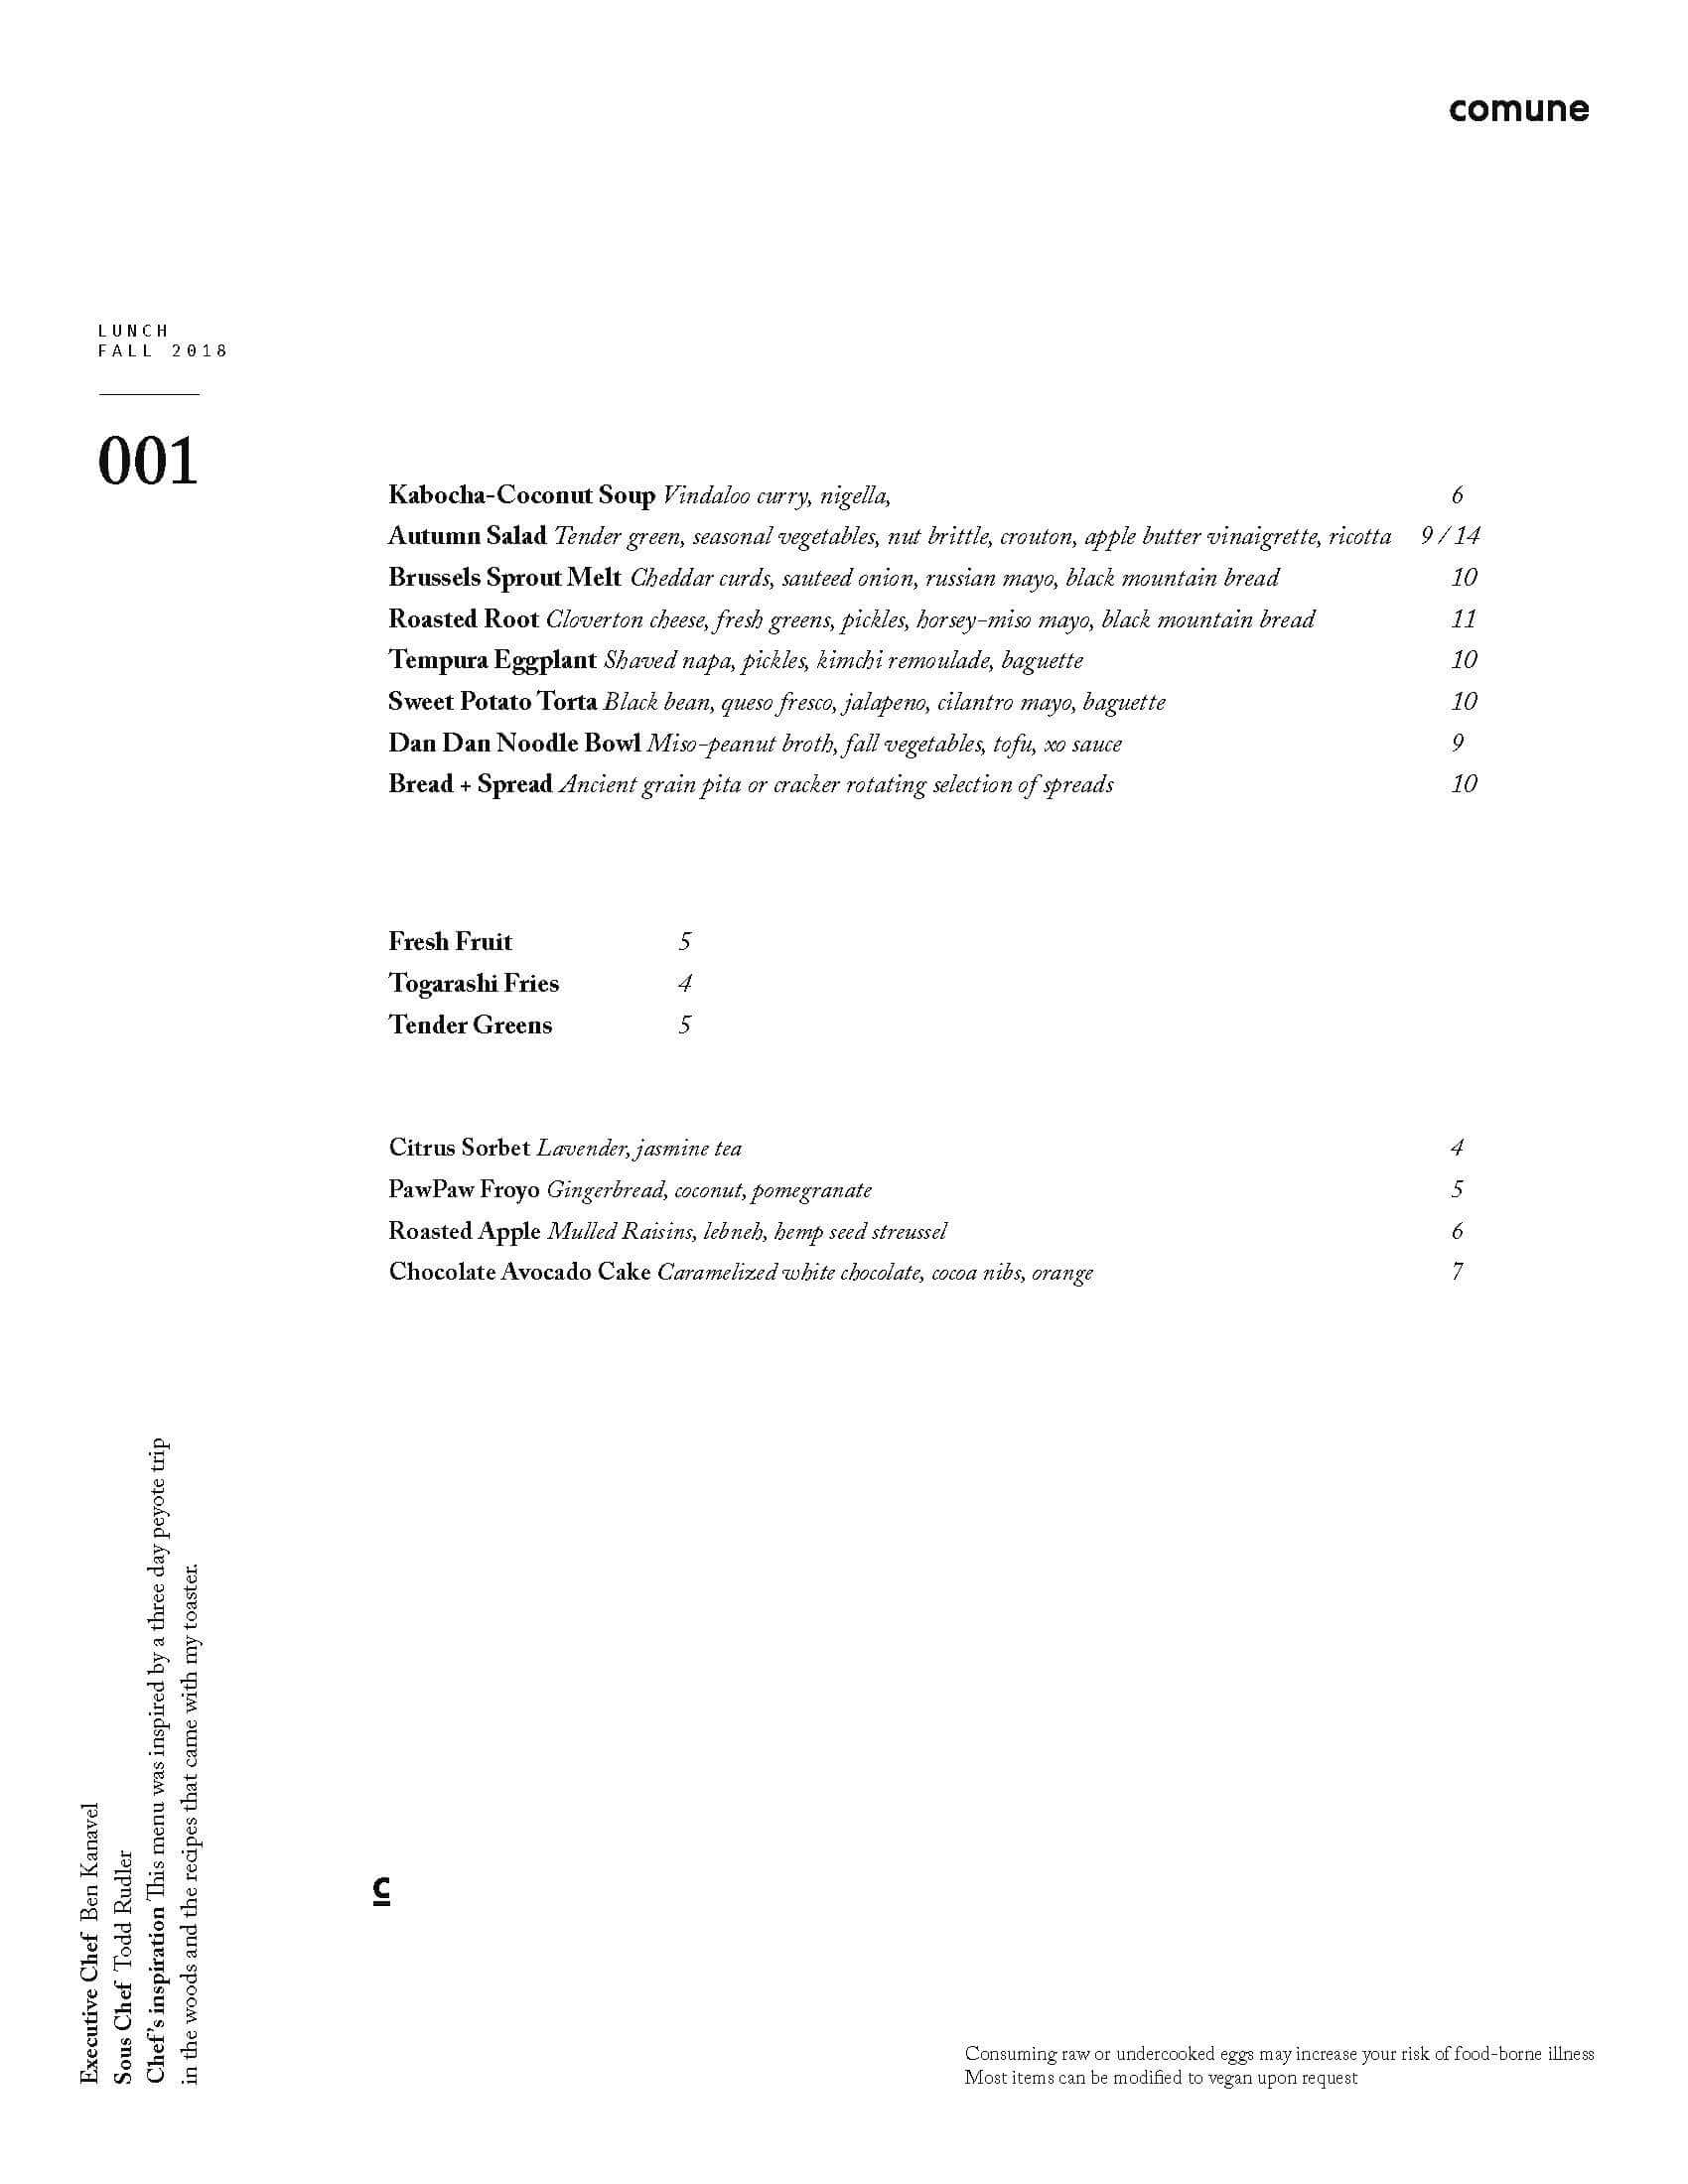 comune
LUNCH
FALL 2018
001
Kabocha-Coconut Soup Vindaloo curry, nigella, 6
Autumn Salad Tender green, seasonal vegetables, nut brittle, crouton, apple butter vinaigrette, ricotta 9 / 14
Brussels Sprout Melt Cheddar curds, sauteed onion, russian mayo, black mountain bread 10
Roasted Root Cloverton cheese, fresh greens, pickles, horsey-miso mayo, black mountain bread 11
Tempura Eggplant Shaved napa, pickles, kimchi remoulade, baguette 10
Sweet Potato Torta Black bean, queso fresco, jalapeno, cilantro mayo, baguette 10
Dan Dan Noodle Bowl Miso-peanut broth, fall vegetables, tofu, xo sauce 9
Bread + Spread Ancient grain pita or cracker rotating selection of spreads 10
Fresh Fruit 5
Togarashi Fries 4
Tender Greens 5
Citrus Sorbet Lavender, jasmine tea 4
PawPaw Froyo Gingerbread, coconut, pomegranate 5
Roasted Apple Mulled Raisins, lebneh, hemp seed streussel 6
Chocolate Avocado Cake Caramelized white chocolate, cocoa nibs, orange 7
Executive Chef Ben Kanavel
Sous Chef Todd Rudler
Chef's inspiration This menu was inspired by a three day peyote trip
in the woods and the recipes that came with my toaster.
c
Consuming raw or undercooked eggs may increase your risk of food-borne illness
Most items can be modified to vegan upon request